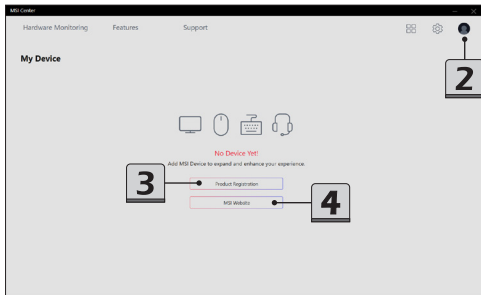 MSI Center
Hardware Monitoring Features Support
My Device
2
No Device Yet!
Add MSI Device to expand and enhance your experience.
3
Product Registration
MSI Website
4